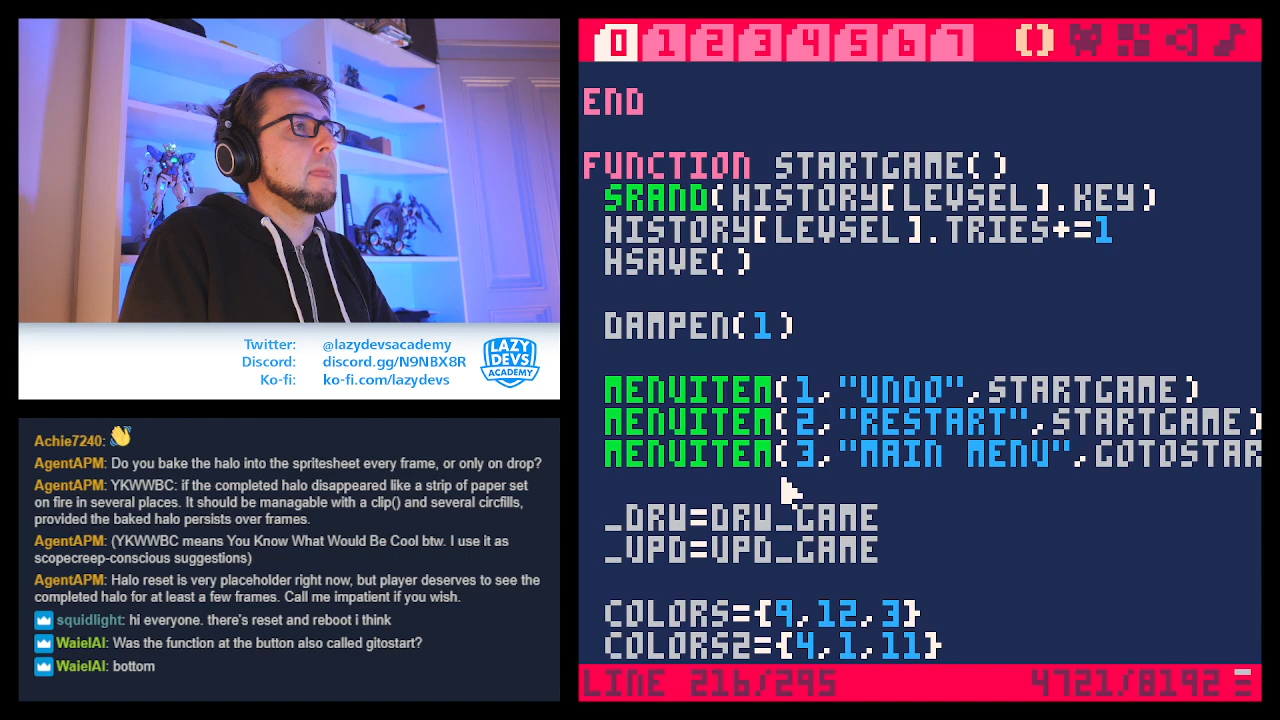 Twitter: @lazydevsacademy
Discord: discord.gg/N9NBX8R
Ko-fi: ko-fi.com/lazydevs
LAZY
DEVS
ACADEMY
Achie7240: 👋
AgentAPM: Do you bake the halo into the spritesheet every frame, or only on drop?
AgentAPM: YKWWBC: if the completed halo disappeared like a strip of paper set
on fire in several places. It should be managable with a clip() and several circfills,
provided the baked halo persists over frames.
AgentAPM: (YKWWBC means You Know What Would Be Cool btw. I use it as
scopecreep-conscious suggestions)
AgentAPM: Halo reset is very placeholder right now, but player deserves to see the
completed halo for at least a few frames. Call me impatient if you wish.
squidlight: hi everyone. there's reset and reboot i think
WaielAI: Was the function at the button also called gitostart?
WaielAI: bottom
0 1 2 3 4 5 6 7 ()
END
FUNCTION STARTGAME()
SRAND(HISTORY[LEVSEL].KEY)
HISTORY[LEVSEL].TRIES+=1
HSAVE()
DAMPEN(1)
MENUITEM(1,"UNDO",STARTGAME)
MENUITEM(2,"RESTART",STARTGAME)
MENUITEM(3,"MAIN MENU",GOTOSTAR
_DRW=DRW_GAME
_UPD=UPD_GAME
COLORS={9,12,3}
COLORS2={4,1,11}
LINE 216/295 4721/8192